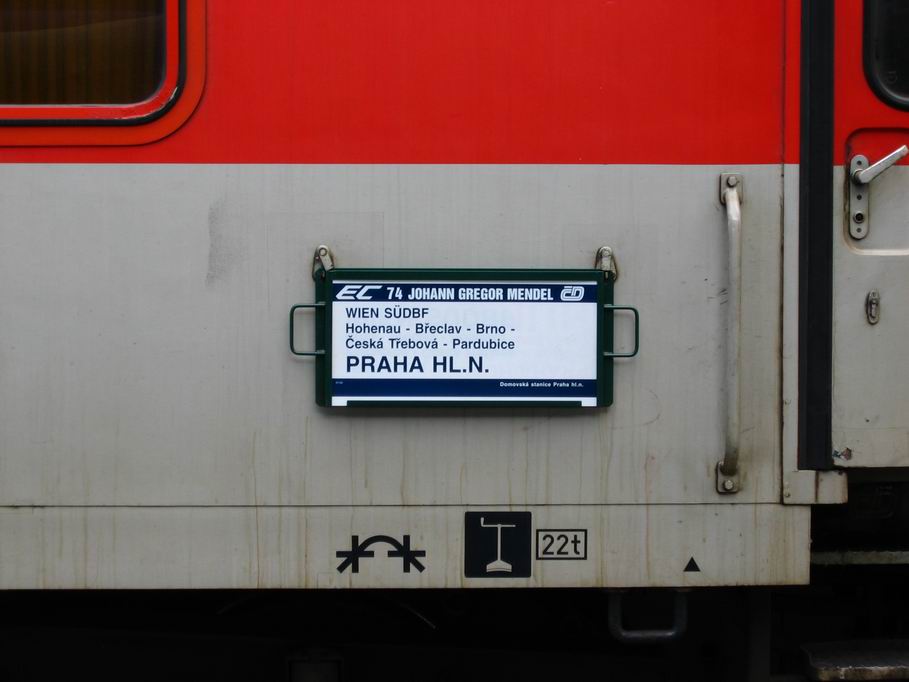 EC 74 JOHANN GREGOR MENDEL ČD
WIEN SÜDBF
Hohenau - Břeclav - Brno -
Česká Třebová - Pardubice
PRAHA HL.N.
Domovská stanice Praha hl.n.
22t